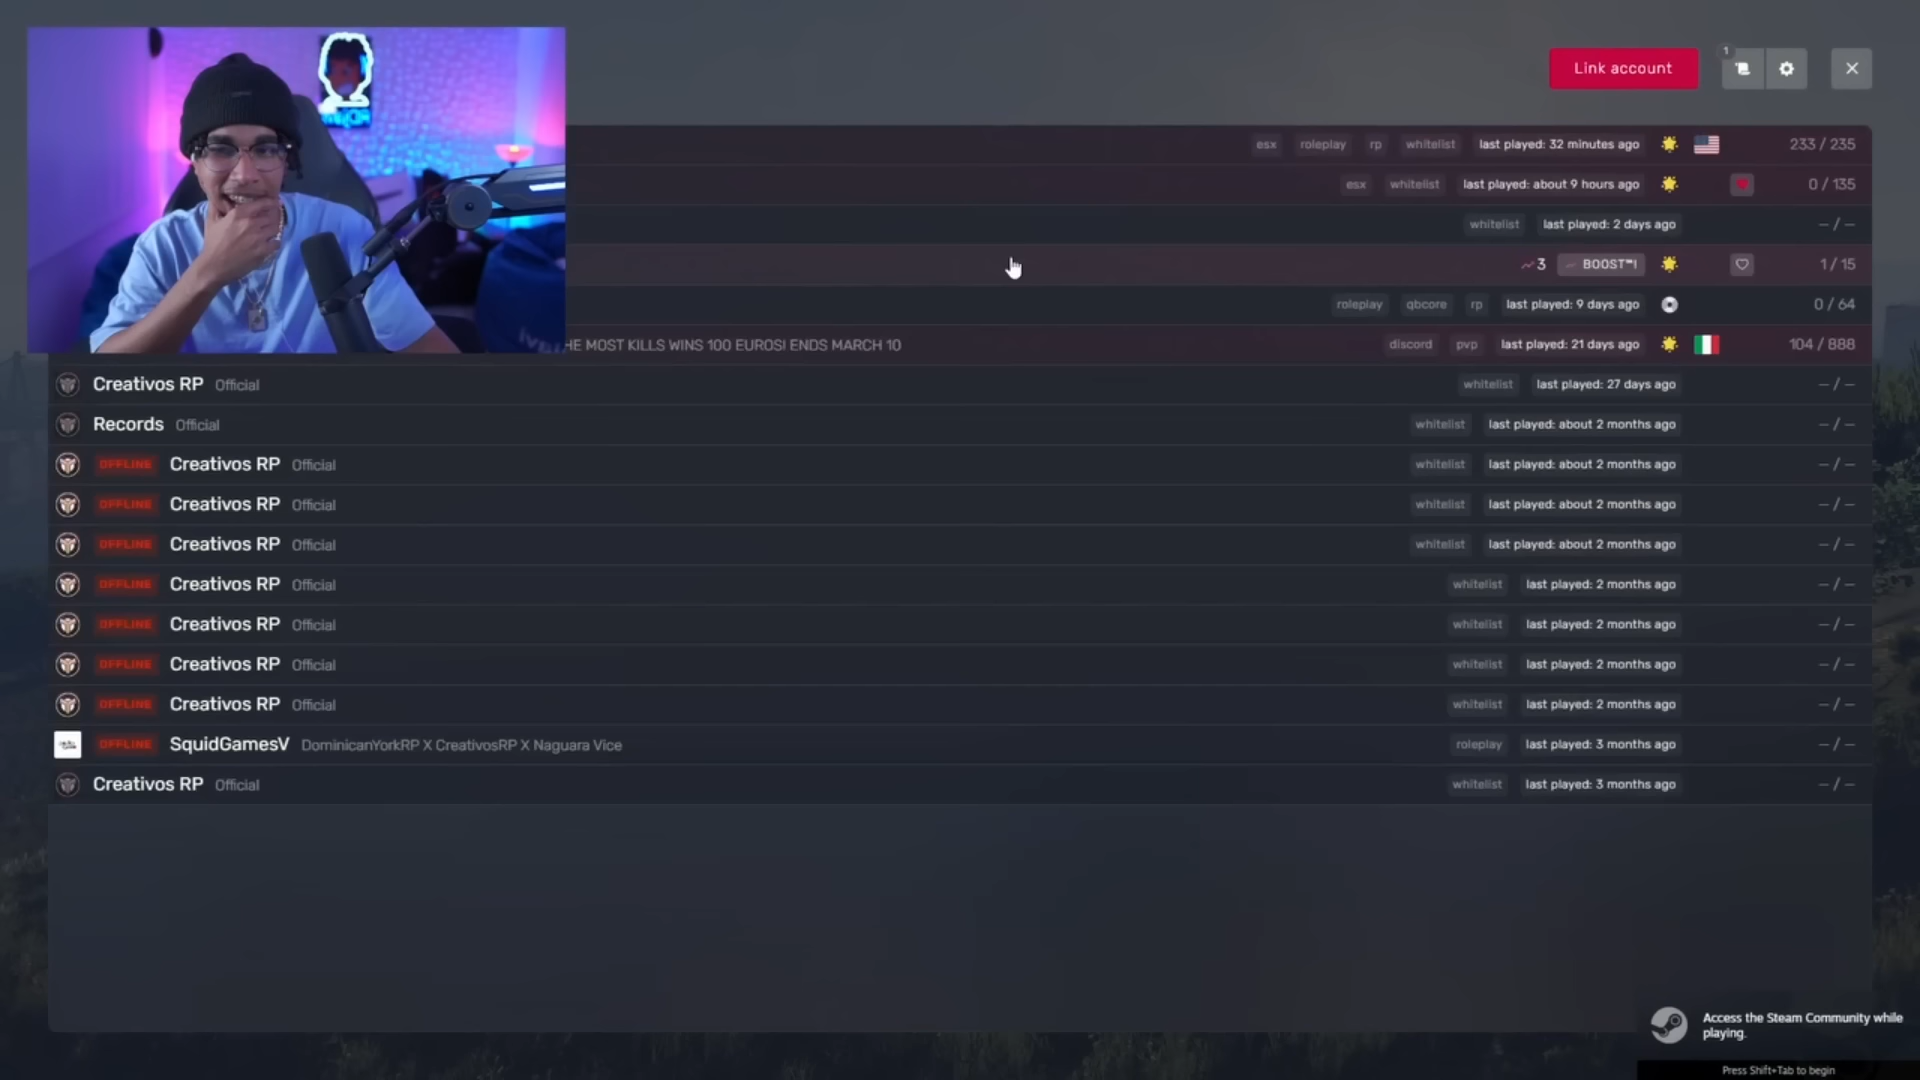 Link account
1
esx roleplay rp whitelist last played: 32 minutes ago 233 / 235
esx whitelist last played: about 9 hours ago 0 / 135
whitelist last played: 2 days ago – / –
3 BOOST™! 1 / 15
roleplay qbcore rp last played: 9 days ago 0 / 64
HE MOST KILLS WINS 100 EUROS! ENDS MARCH 10 discord pvp last played: 21 days ago 104 / 888
Creativos RP Official whitelist last played: 27 days ago – / –
Records Official whitelist last played: about 2 months ago – / –
OFFLINE Creativos RP Official whitelist last played: about 2 months ago – / –
OFFLINE Creativos RP Official whitelist last played: about 2 months ago – / –
OFFLINE Creativos RP Official whitelist last played: about 2 months ago – / –
OFFLINE Creativos RP Official whitelist last played: 2 months ago – / –
OFFLINE Creativos RP Official whitelist last played: 2 months ago – / –
OFFLINE Creativos RP Official whitelist last played: 2 months ago – / –
OFFLINE Creativos RP Official whitelist last played: 2 months ago – / –
OFFLINE SquidGamesV DominicanYorkRP X CreativosRP X Naguara Vice roleplay last played: 3 months ago – / –
Creativos RP Official whitelist last played: 3 months ago – / –
Access the Steam Community while
playing.
Press Shift+Tab to begin